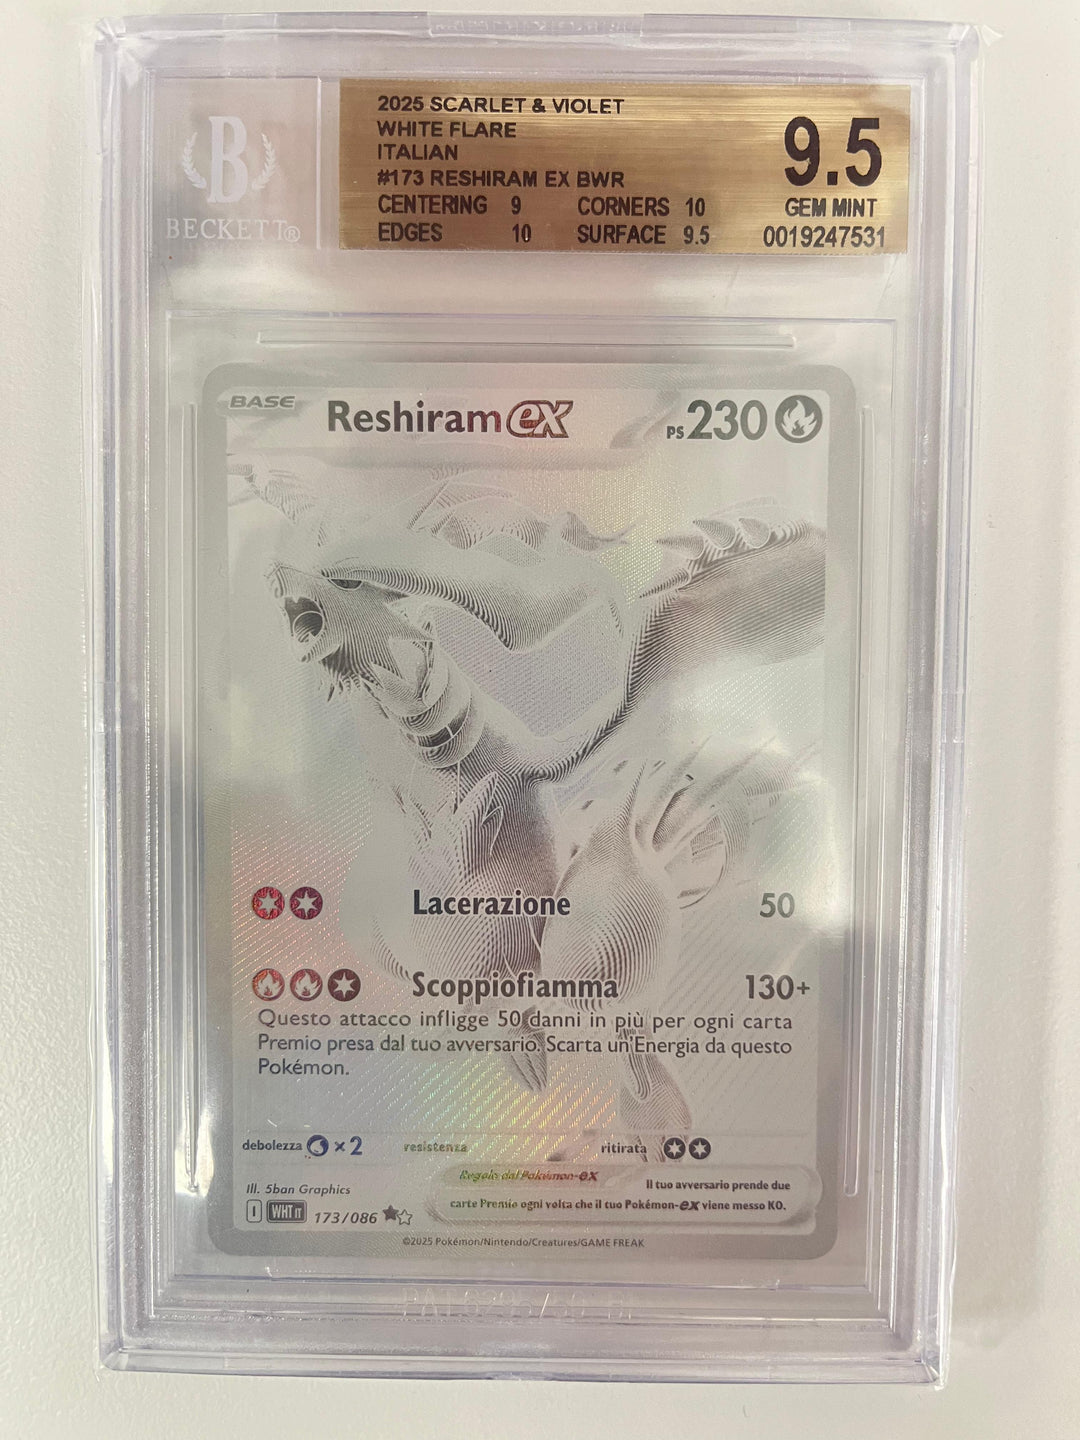 B
BECKETT®
2025 SCARLET & VIOLET
WHITE FLARE
ITALIAN
#173 RESHIRAM EX BWR
CENTERING 9 CORNERS 10
EDGES 10 SURFACE 9.5
9.5
GEM MINT
0019247531
BASE Reshiram ex PS 230
Lacerazione 50
Scoppiofiamma 130+
Questo attacco infligge 50 danni in più per ogni carta
Premio presa dal tuo avversario. Scarta un'Energia da questo
Pokémon.
debolezza ×2 resistenza ritirata
Regola dei Pokémon-ex Il tuo avversario prende due
carte Premio ogni volta che il tuo Pokémon-ex viene messo KO.
Ill. 5ban Graphics
I WHT IT 173/086
©2025 Pokémon/Nintendo/Creatures/GAME FREAK